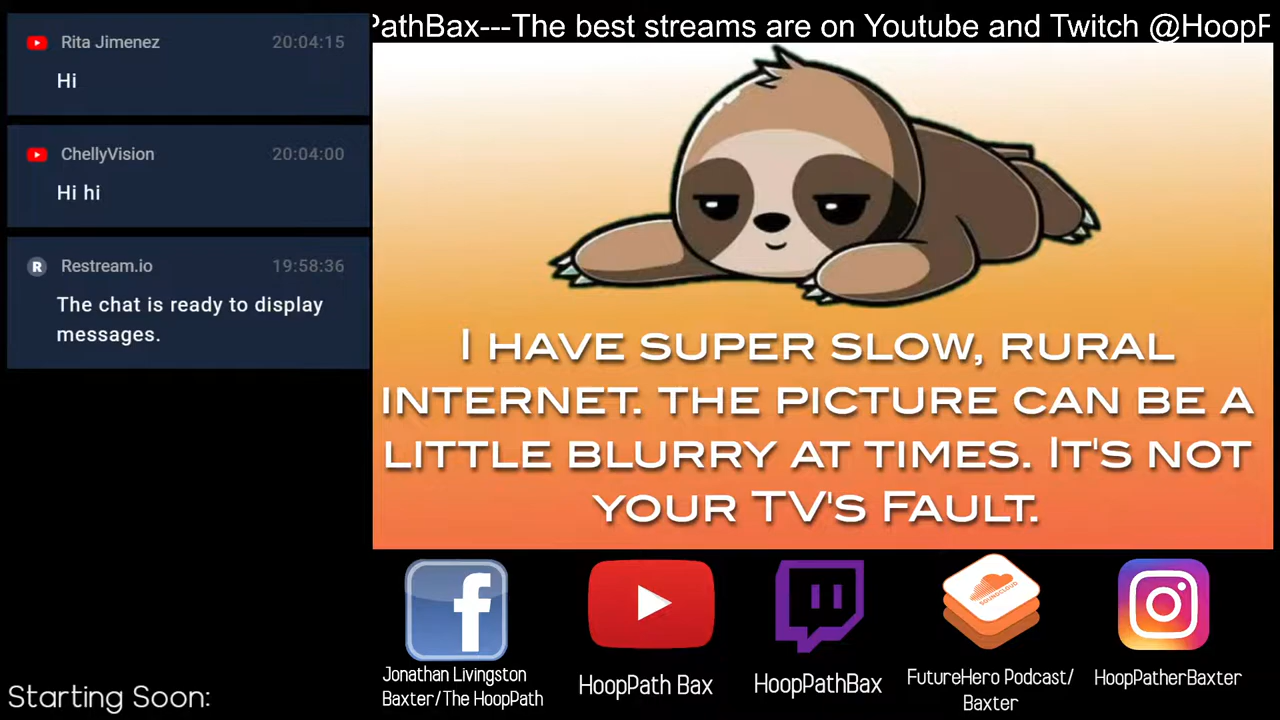 Rita Jimenez 20:04:15
Hi
ChellyVision 20:04:00
Hi hi
R Restream.io 19:58:36
The chat is ready to display
messages.
PathBax---The best streams are on Youtube and Twitch @HoopF
I HAVE SUPER SLOW, RURAL
INTERNET. THE PICTURE CAN BE A
LITTLE BLURRY AT TIMES. IT'S NOT
YOUR TV'S FAULT.
SOUNDCLOUD
Jonathan Livingston
Baxter/The HoopPath
HoopPath Bax
HoopPathBax
FutureHero Podcast/
Baxter
HoopPatherBaxter
Starting Soon: